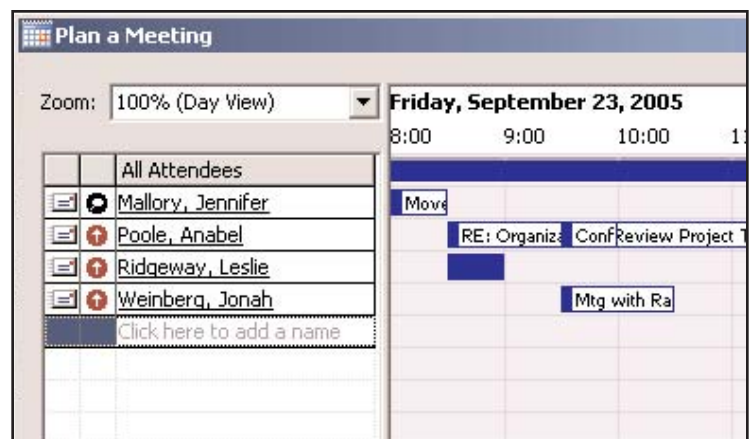 Plan a Meeting
Zoom: 100% (Day View)
Friday, September 23, 2005
8:00 9:00 10:00
All Attendees
Mallory, Jennifer
Move
Poole, Anabel
RE: Organiza Conf Review Project T
Ridgeway, Leslie
Weinberg, Jonah
Mtg with Ra
Click here to add a name